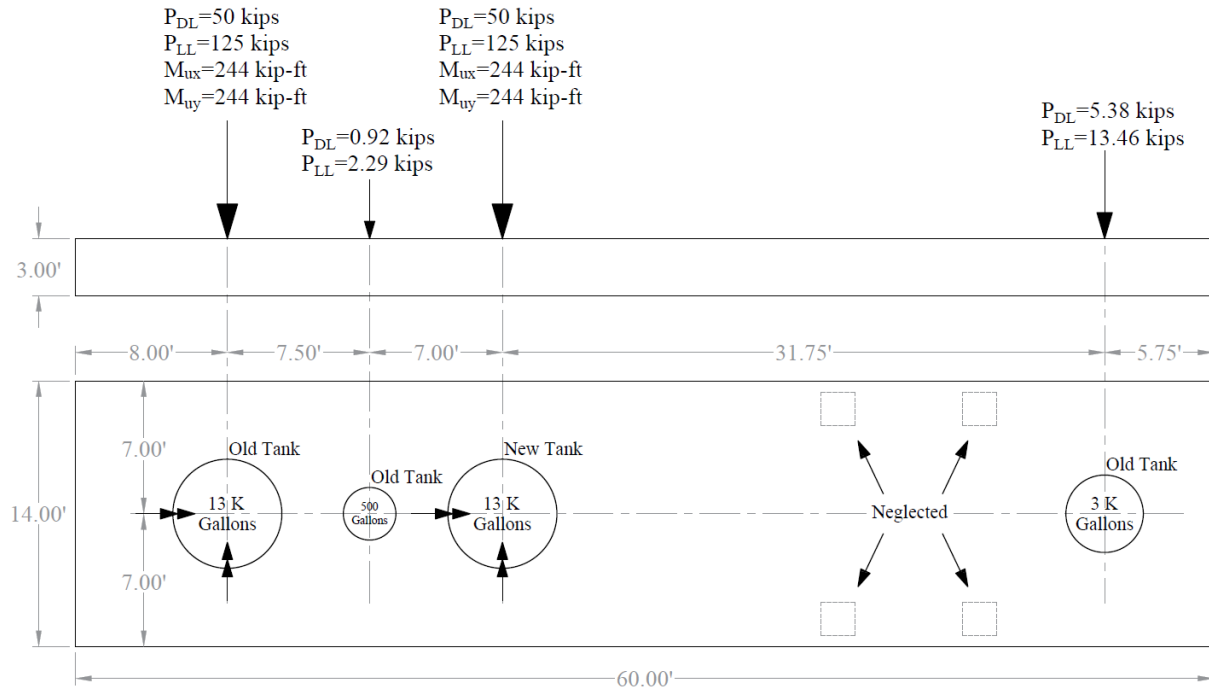 P_DL=50 kips
P_LL=125 kips
M_ux=244 kip-ft
M_uy=244 kip-ft
P_DL=50 kips
P_LL=125 kips
M_ux=244 kip-ft
M_uy=244 kip-ft
P_DL=0.92 kips
P_LL=2.29 kips
P_DL=5.38 kips
P_LL=13.46 kips
3.00'
8.00'
7.50'
7.00'
31.75'
5.75'
7.00'
14.00'
7.00'
Old Tank
13 K
Gallons
Old Tank
500
Gallons
New Tank
13 K
Gallons
Neglected
Old Tank
3 K
Gallons
60.00'